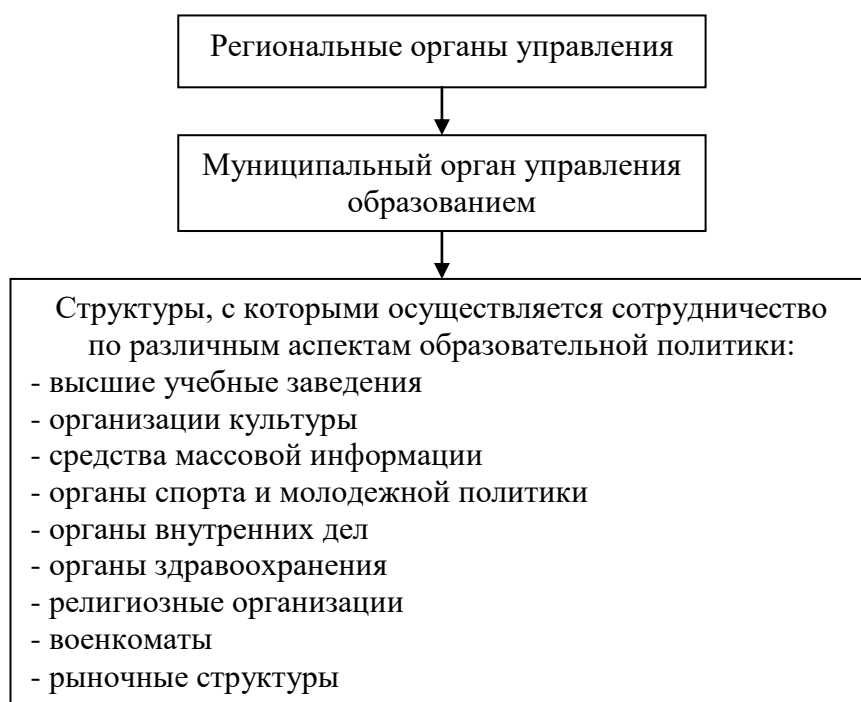 Региональные органы управления
Муниципальный орган управления
образованием
Структуры, с которыми осуществляется сотрудничество
по различным аспектам образовательной политики:
- высшие учебные заведения
- организации культуры
- средства массовой информации
- органы спорта и молодежной политики
- органы внутренних дел
- органы здравоохранения
- религиозные организации
- военкоматы
- рыночные структуры